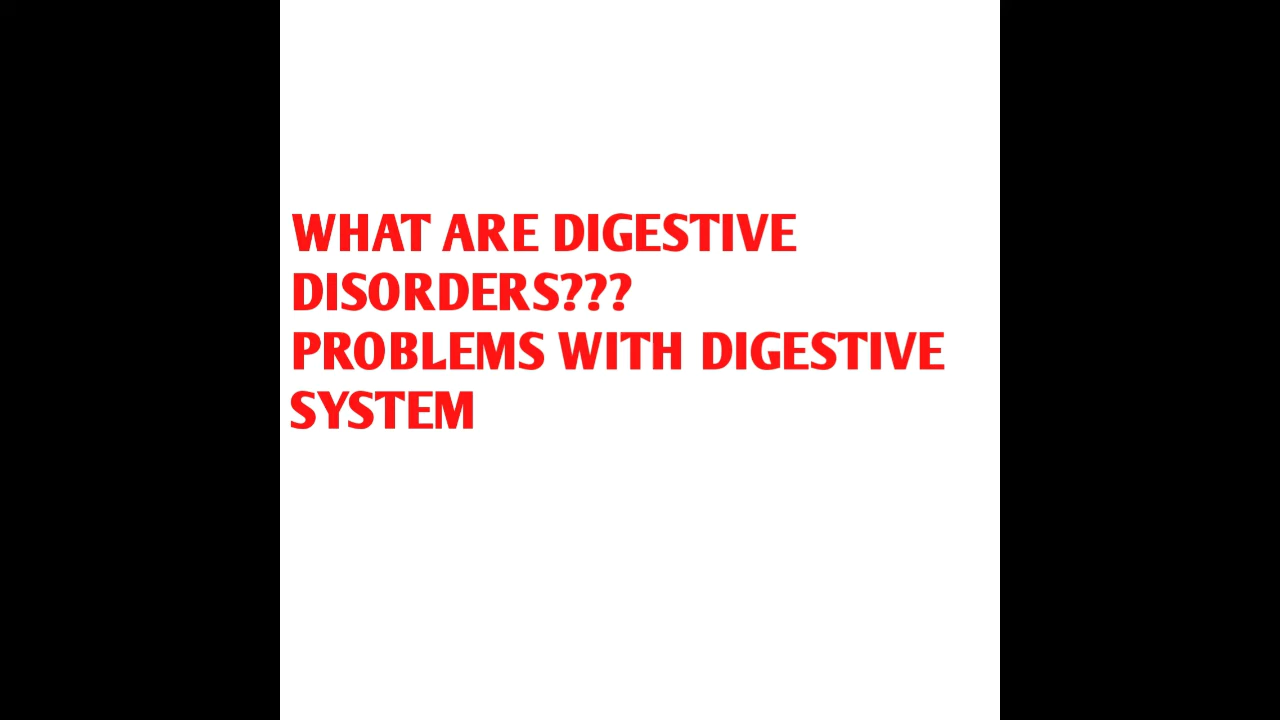 WHAT ARE DIGESTIVE
DISORDERS???
PROBLEMS WITH DIGESTIVE
SYSTEM